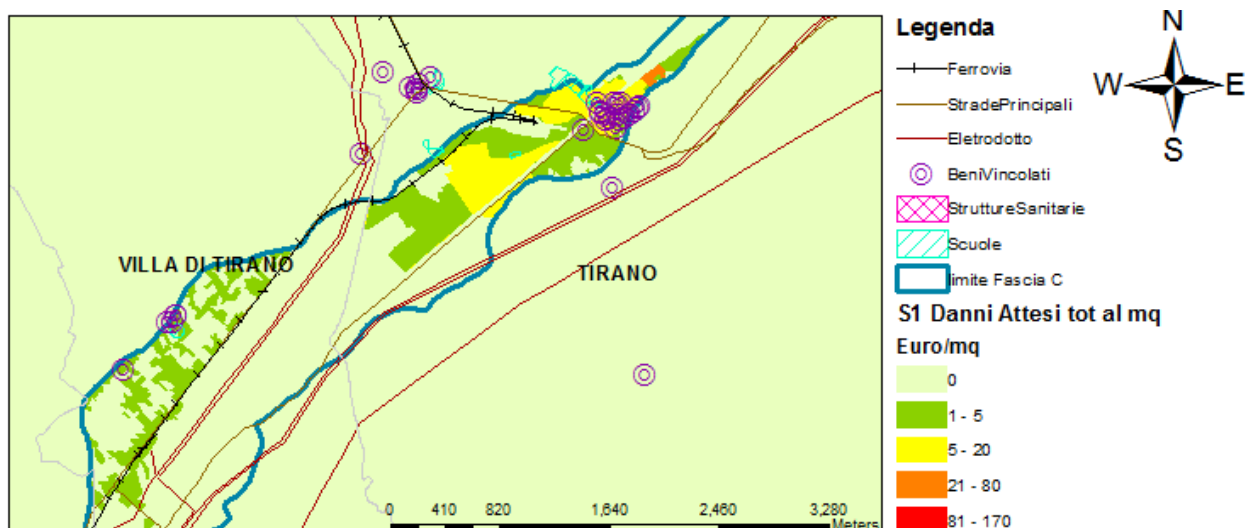 VILLA DI TIRANO
TIRANO
0 410 820 1,640 2,460 3,280
Meters
Legenda
Ferrovia
StradePrincipali
Eletrodotto
BeniVincolati
StruttureSanitarie
Scuole
limite Fascia C
S1 Danni Attesi tot al mq
Euro/mq
0
1 - 5
5 - 20
21 - 80
81 - 170
N
W E
S